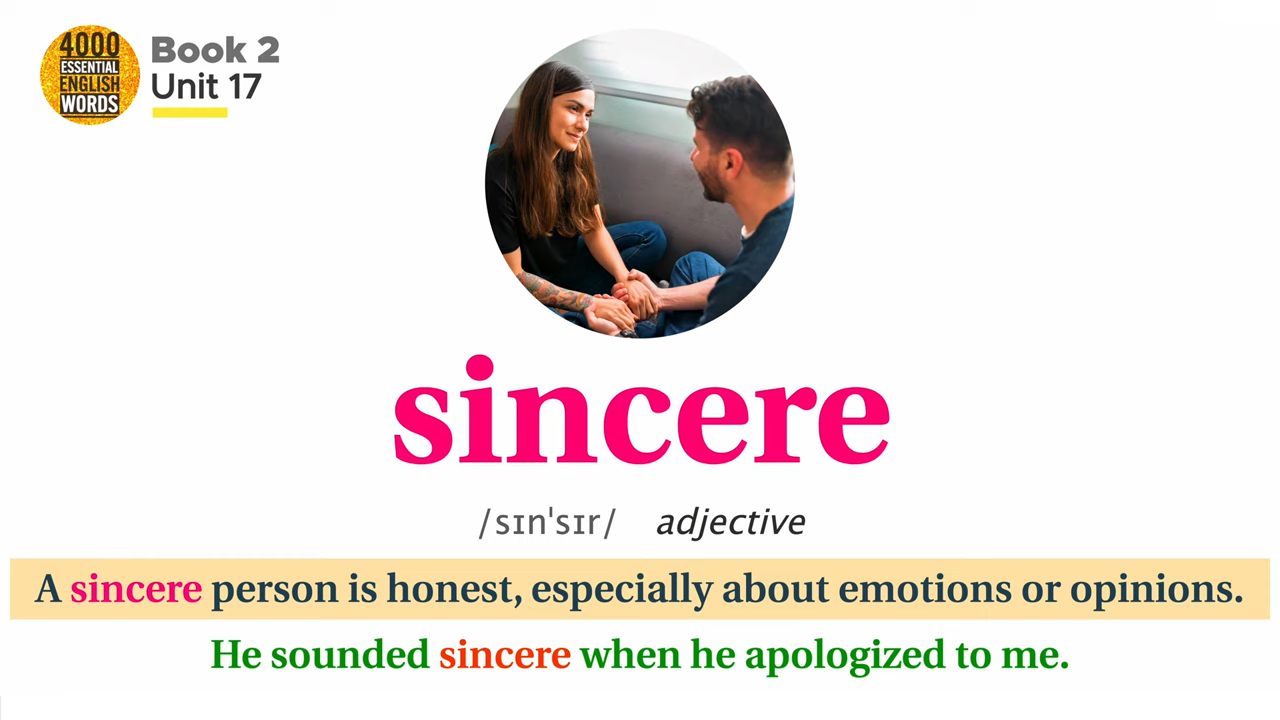 4000
ESSENTIAL
ENGLISH
WORDS
Book 2
Unit 17
sincere
/sɪnˈsɪr/ adjective
A sincere person is honest, especially about emotions or opinions.
He sounded sincere when he apologized to me.